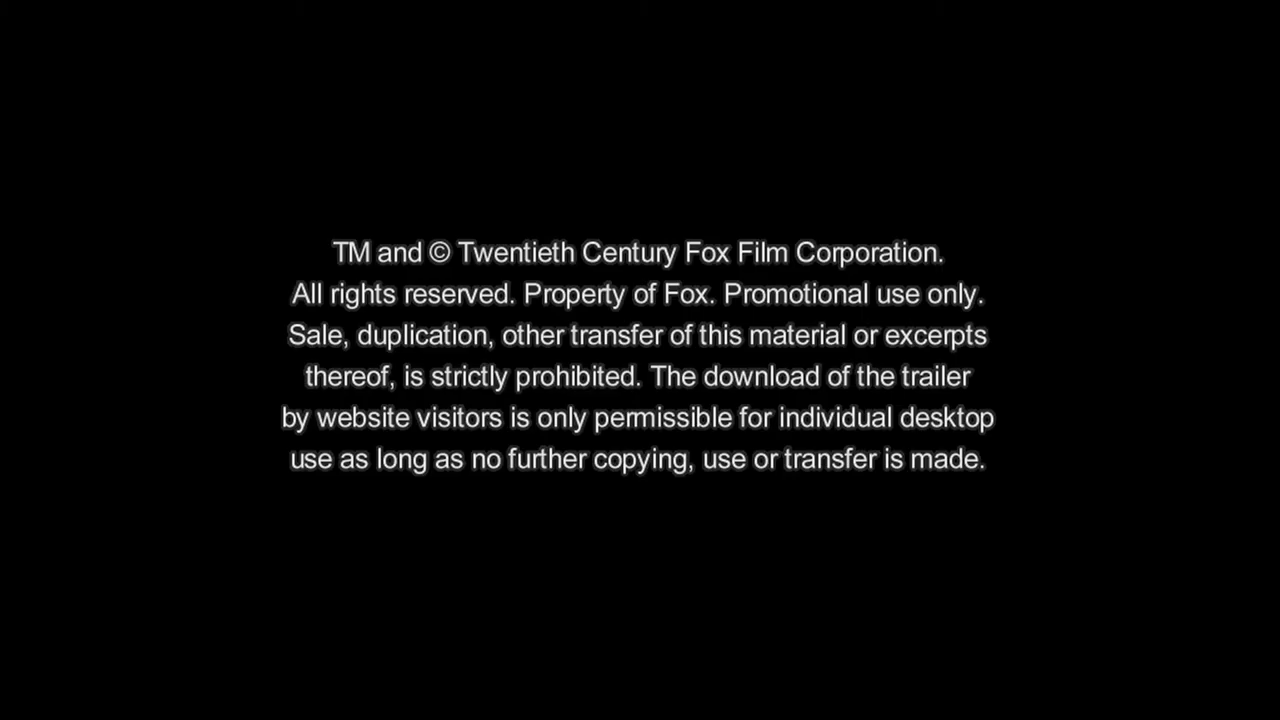 TM and © Twentieth Century Fox Film Corporation.
All rights reserved. Property of Fox. Promotional use only.
Sale, duplication, other transfer of this material or excerpts
thereof, is strictly prohibited. The download of the trailer
by website visitors is only permissible for individual desktop
use as long as no further copying, use or transfer is made.